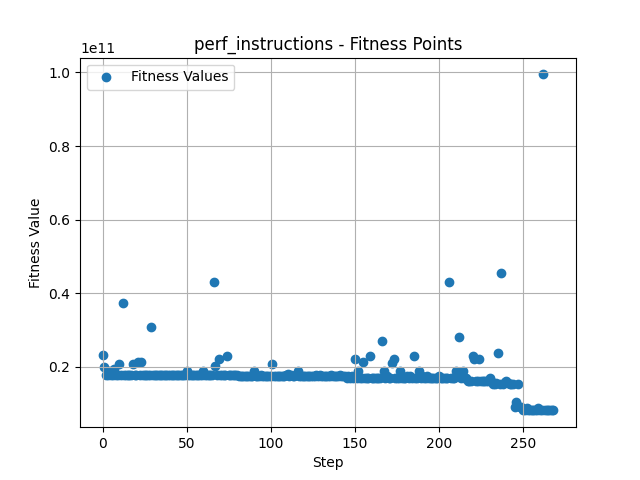 perf_instructions - Fitness Points
1e11
Fitness Values
1.0
0.8
0.6
0.4
0.2
Fitness Value
0
50
100
150
200
250
Step